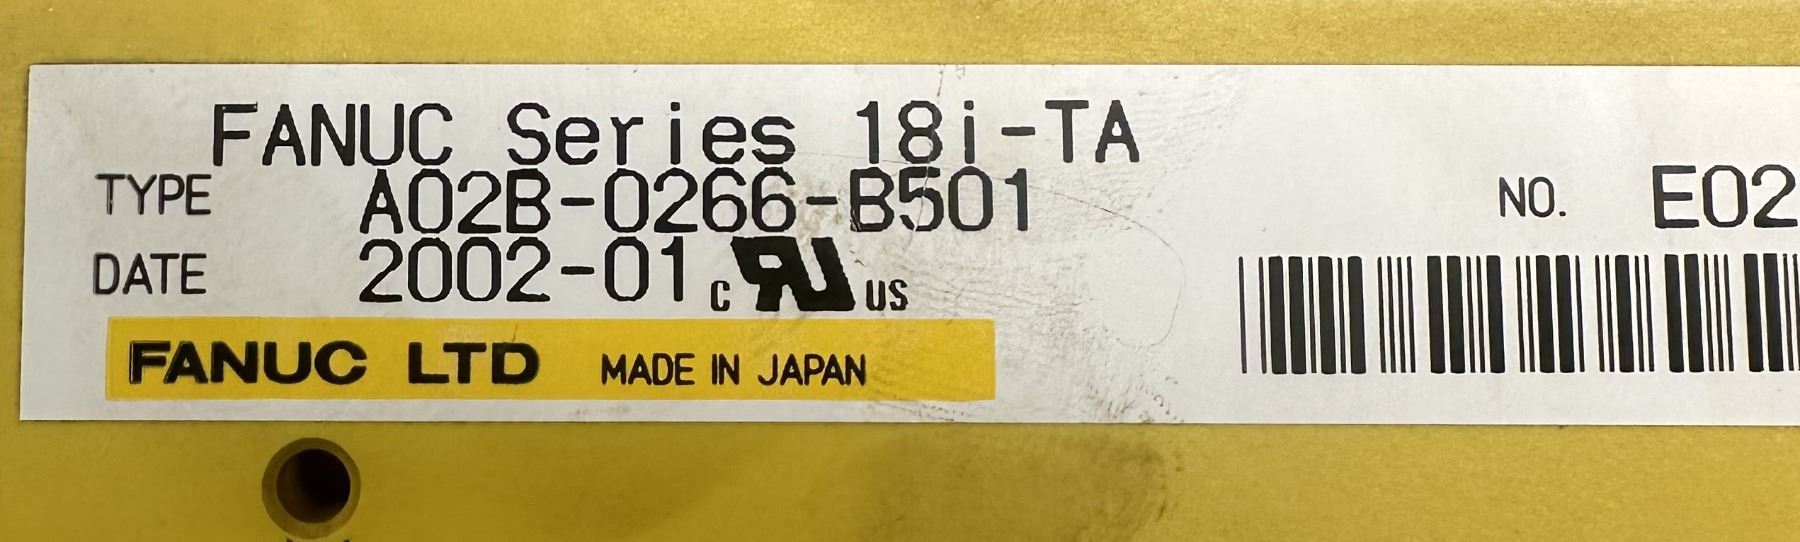 FANUC Series 18i-TA
TYPE A02B-0266-B501 NO. E02
DATE 2002-01 c RU US
FANUC LTD MADE IN JAPAN